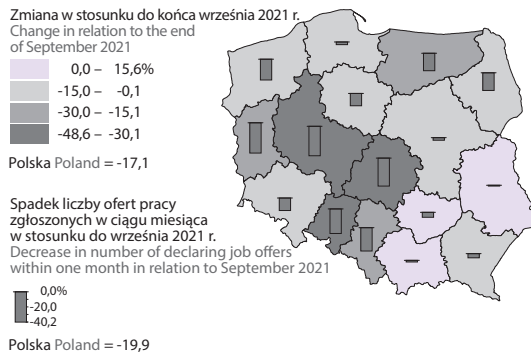 Zmiana w stosunku do końca września 2021 r.
Change in relation to the end
of September 2021
0,0 – 15,6%
-15,0 – -0,1
-30,0 – -15,1
-48,6 – -30,1
Polska Poland = -17,1
Spadek liczby ofert pracy
zgłoszonych w ciągu miesiąca
w stosunku do września 2021 r.
Decrease in number of declaring job offers
within one month in relation to September 2021
0,0%
-20,0
-40,2
Polska Poland = -19,9